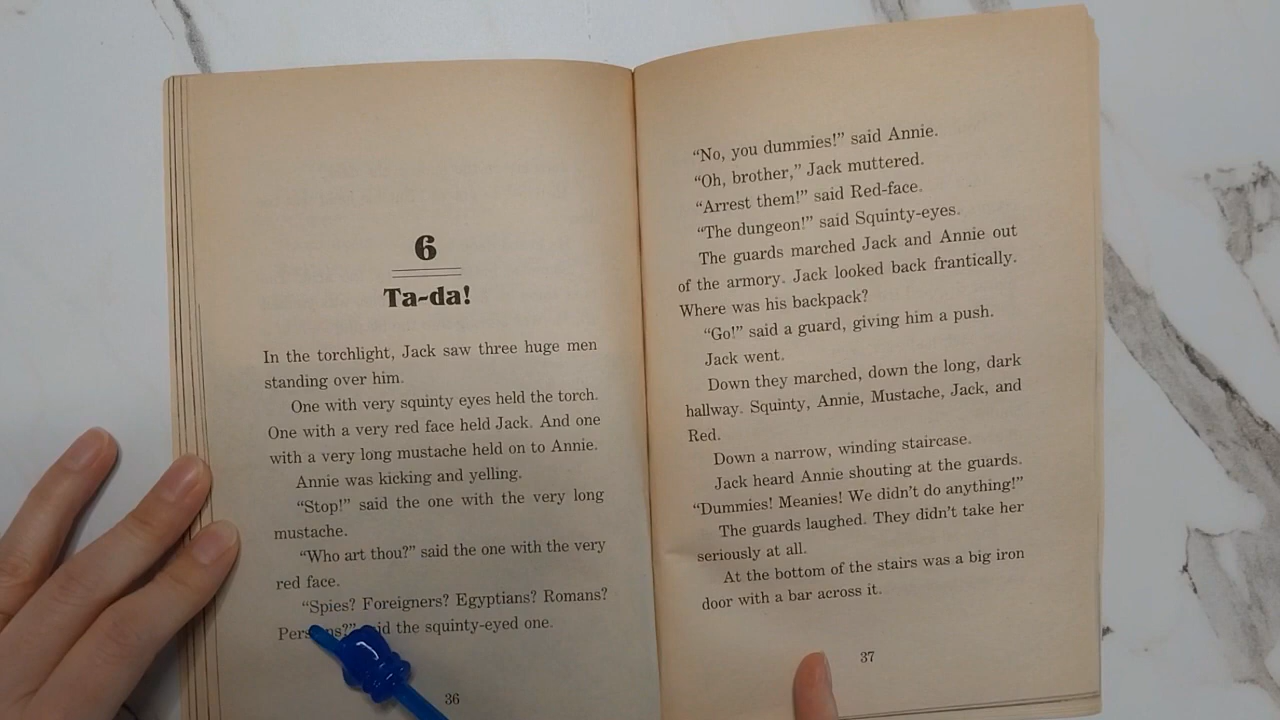 6
Ta-da!
In the torchlight, Jack saw three huge men
standing over him.
One with very squinty eyes held the torch.
One with a very red face held Jack. And one
with a very long mustache held on to Annie.
Annie was kicking and yelling.
“Stop!” said the one with the very long
mustache.
“Who art thou?” said the one with the very
red face.
“Spies? Foreigners? Egyptians? Romans?
said the squinty-eyed one.
36
“No, you dummies!” said Annie.
“Oh, brother,” Jack muttered.
“Arrest them!” said Red-face.
“The dungeon!” said Squinty-eyes.
The guards marched Jack and Annie out
of the armory. Jack looked back frantically.
Where was his backpack?
“Go!” said a guard, giving him a push.
Jack went.
Down they marched, down the long, dark
hallway. Squinty, Annie, Mustache, Jack, and
Red.
Down a narrow, winding staircase.
Jack heard Annie shouting at the guards.
“Dummies! Meanies! We didn’t do anything!”
The guards laughed. They didn’t take her
seriously at all.
At the bottom of the stairs was a big iron
door with a bar across it.
37